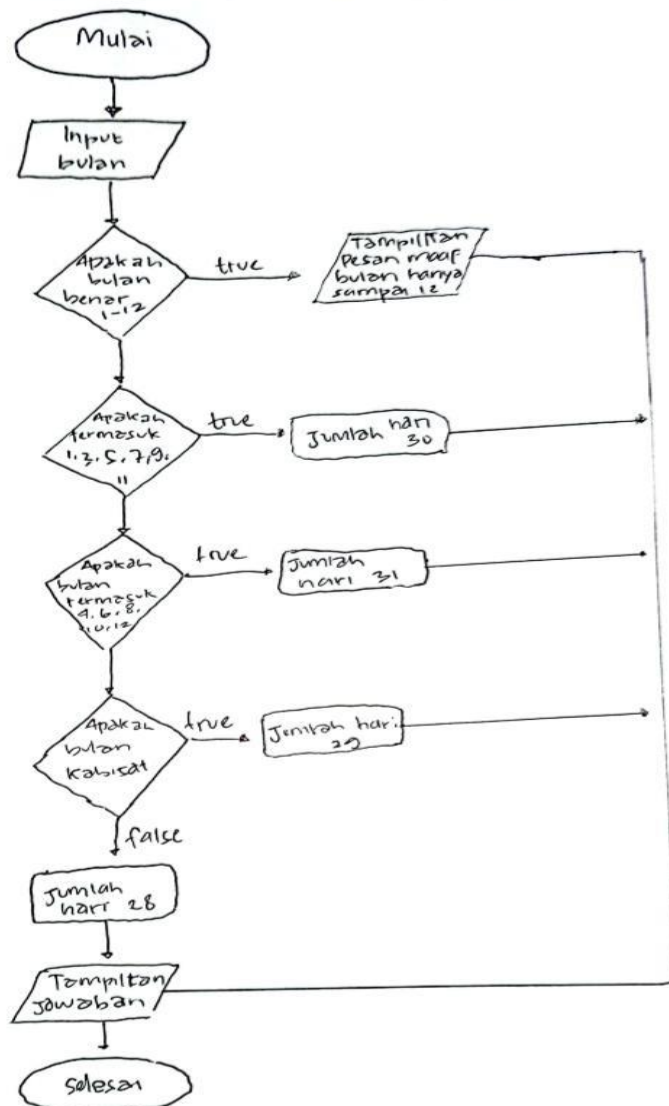 Mulai
Input
bulan
Apakah
bulan
benar
1-12
true
Tampilkan
pesan maaf
bulan hanya
sampai 12
Apakah
termasuk
1, 3, 5, 7, 9,
11
true
Jumlah hari
30
Apakah
bulan
termasuk
4, 6, 8,
10, 12
true
Jumlah
hari 31
Apakah
bulan
Kabisat
true
Jumlah hari
29
false
Jumlah
hari 28
Tampilkan
jawaban
selesai